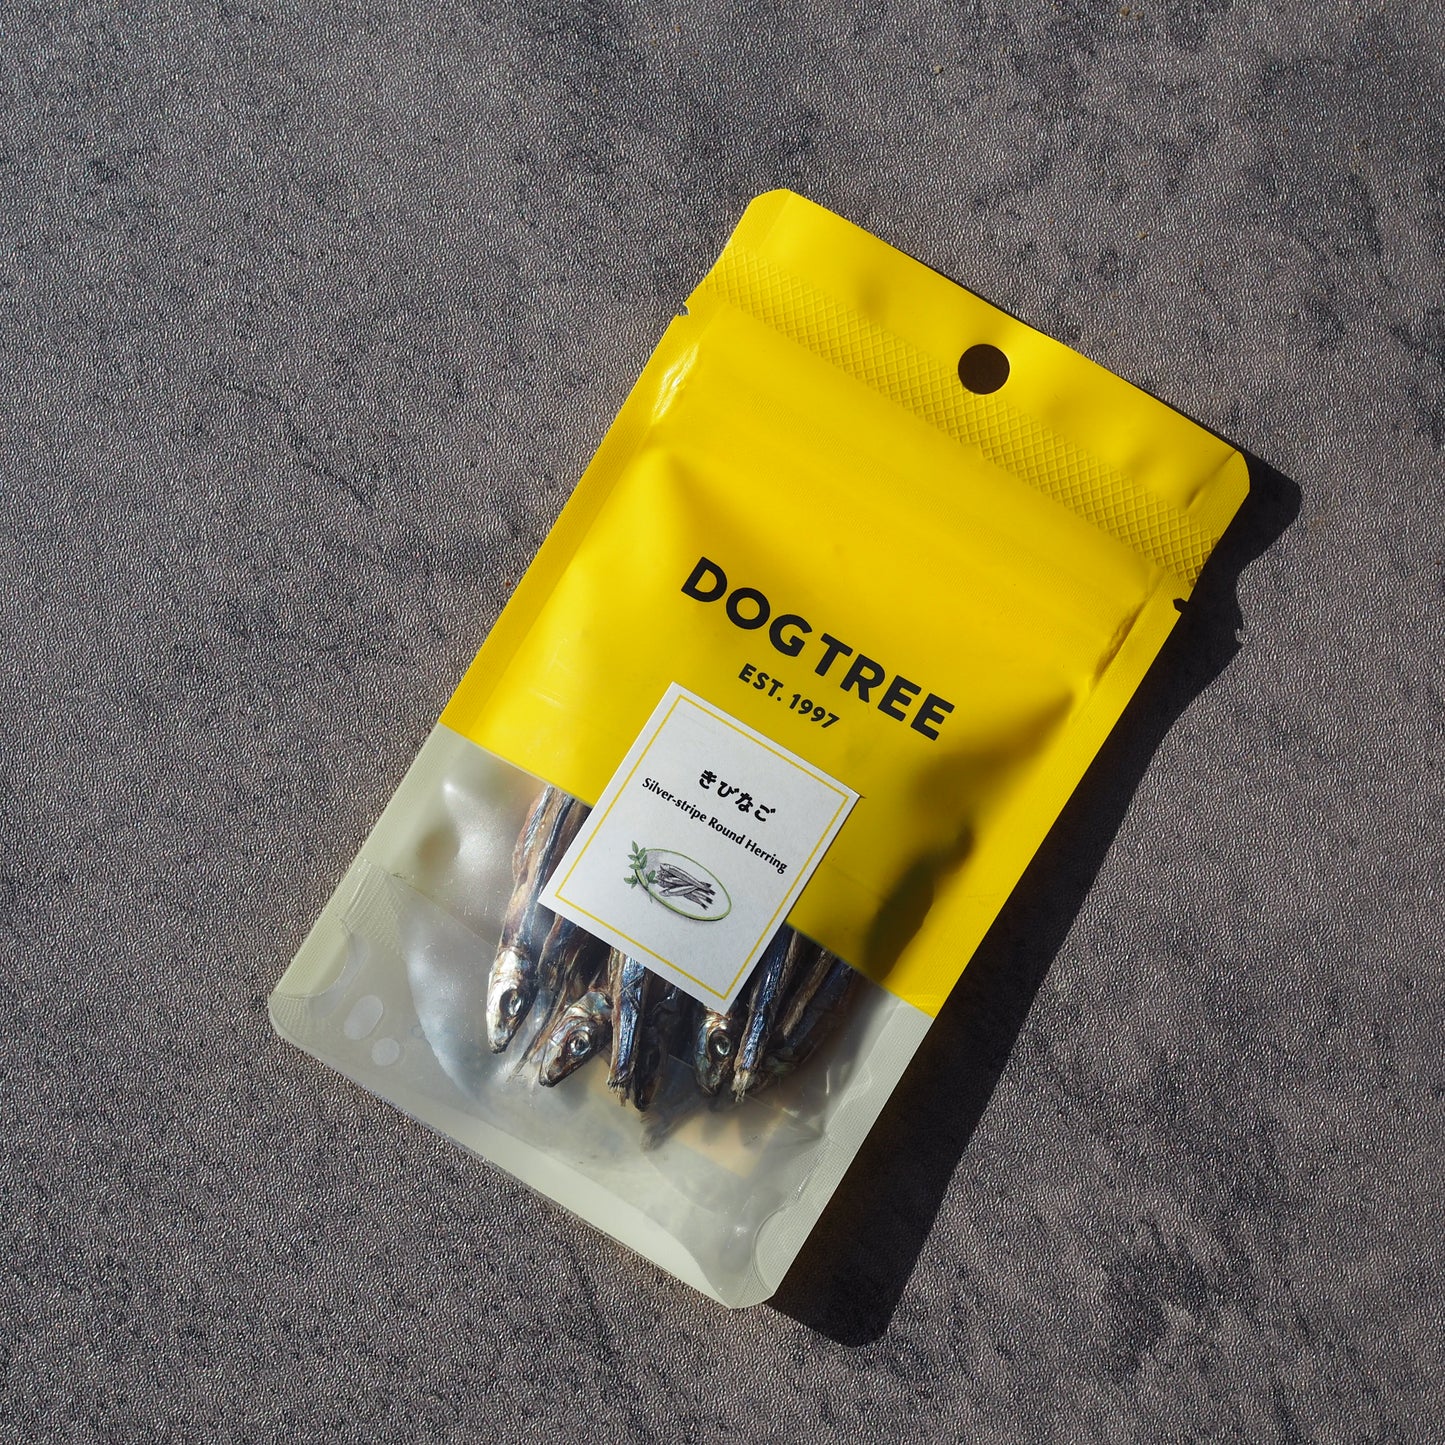 DOG TREE
EST. 1997
きびなご
Silver-stripe Round Herring